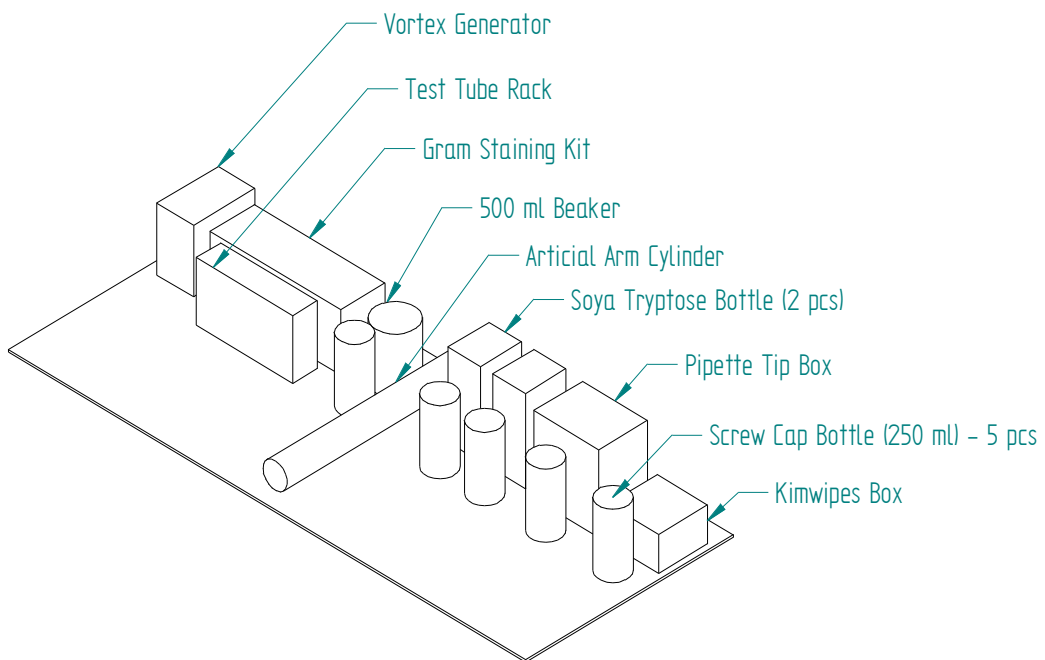 Vortex Generator
Test Tube Rack
Gram Staining Kit
500 ml Beaker
Articial Arm Cylinder
Soya Tryptose Bottle (2 pcs)
Pipette Tip Box
Screw Cap Bottle (250 ml) - 5 pcs
Kimwipes Box